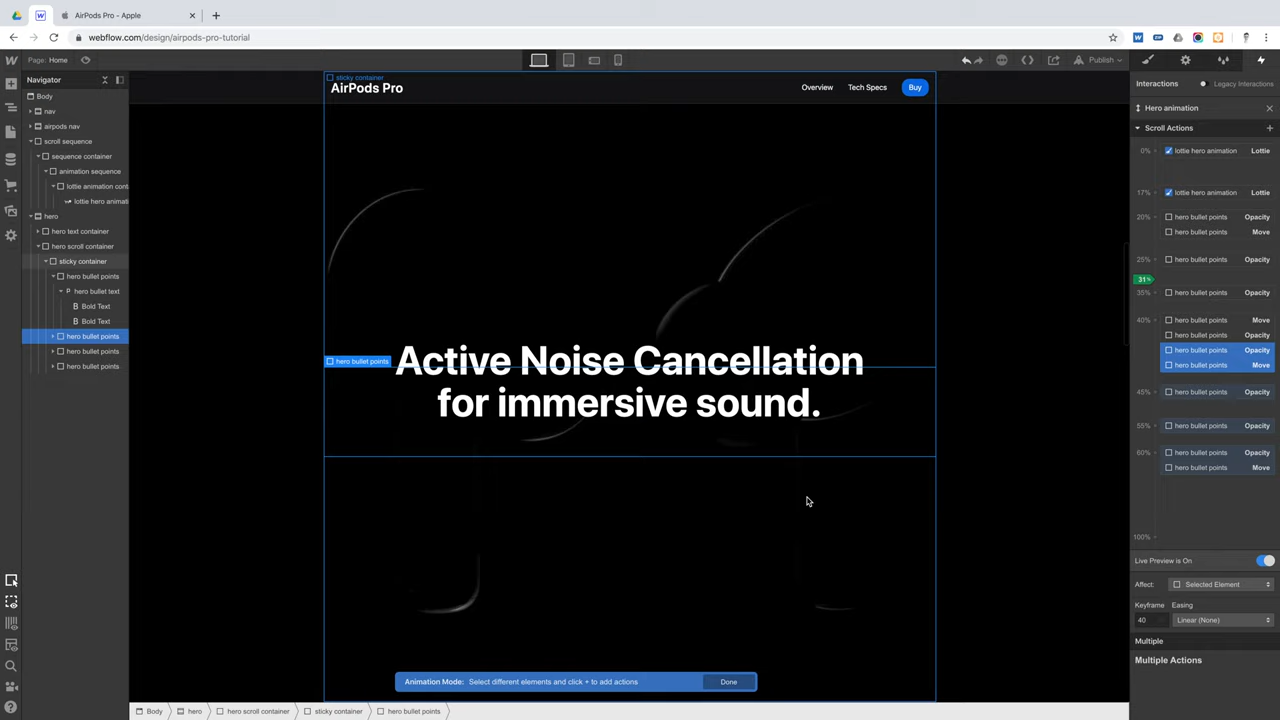 AirPods Pro - Apple
webflow.com/design/airpods-pro-tutorial
Page: Home
Publish
Navigator
Body
nav
airpods nav
scroll sequence
sequence container
animation sequence
lottie animation cont
lottie hero animati
hero
hero text container
hero scroll container
sticky container
hero bullet points
P hero bullet text
B Bold Text
B Bold Text
hero bullet points
hero bullet points
hero bullet points
sticky container
AirPods Pro
Overview
Tech Specs
Buy
hero bullet points
Active Noise Cancellation
for immersive sound.
Animation Mode: Select different elements and click + to add actions
Done
Body
hero
hero scroll container
sticky container
hero bullet points
Interactions
Legacy Interactions
Hero animation
Scroll Actions
0% lottie hero animation Lottie
17% lottie hero animation Lottie
20% hero bullet points Opacity
hero bullet points Move
25% hero bullet points Opacity
31%
35% hero bullet points Opacity
40% hero bullet points Move
hero bullet points Opacity
hero bullet points Opacity
hero bullet points Move
45% hero bullet points Opacity
55% hero bullet points Opacity
60% hero bullet points Opacity
hero bullet points Move
100%
Live Preview is On
Affect: Selected Element
Keyframe Easing
40 Linear (None)
Multiple
Multiple Actions